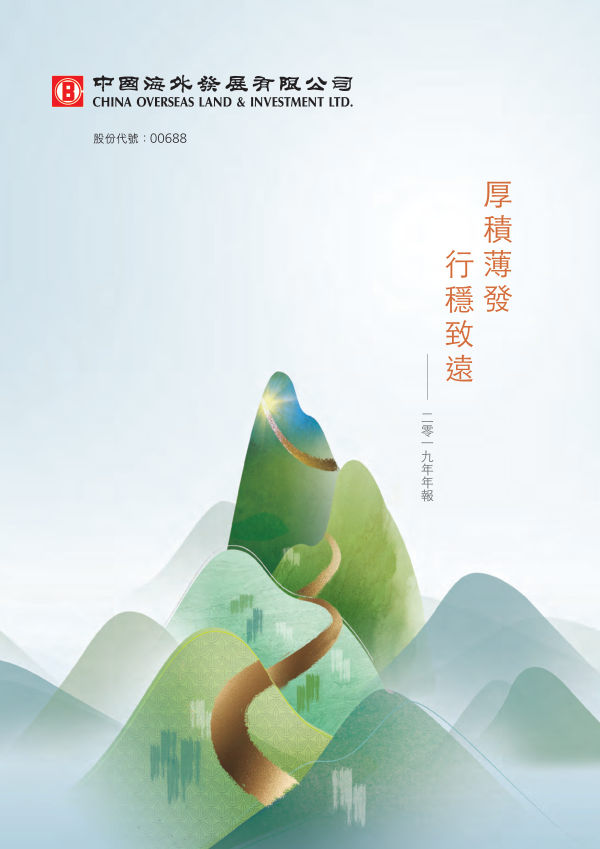 中國海外發展有限公司
CHINA OVERSEAS LAND & INVESTMENT LTD.
股份代號：00688
厚積薄發
行穩致遠
二零一九年年報